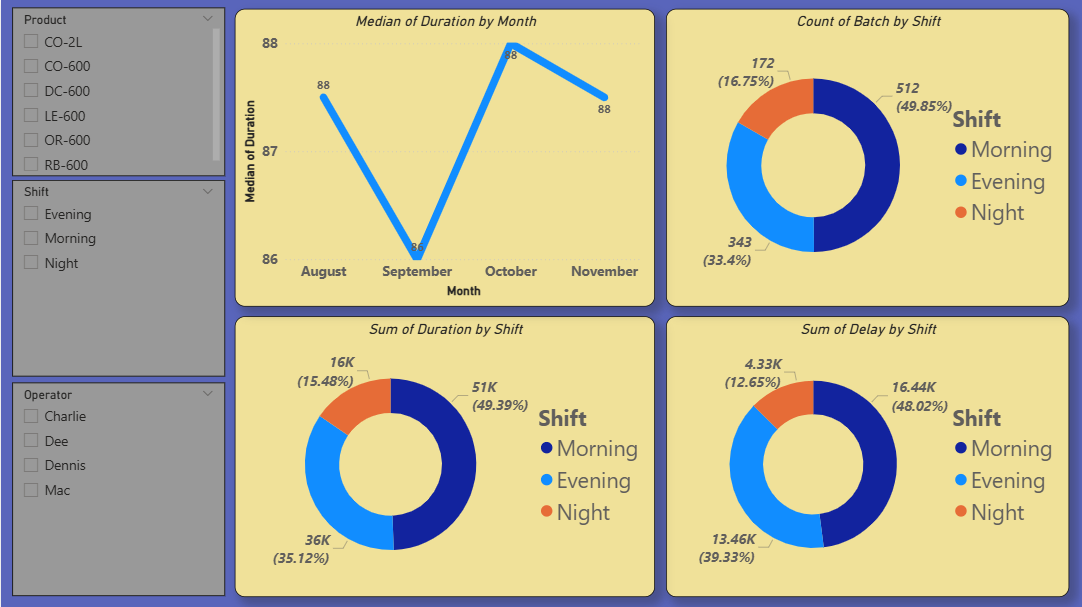 Product
CO-2L
CO-600
DC-600
LE-600
OR-600
RB-600
Shift
Evening
Morning
Night
Operator
Charlie
Dee
Dennis
Mac
Median of Duration by Month
Median of Duration
88
87
86
88
86
88
88
August
September
October
November
Month
Count of Batch by Shift
172
(16.75%)
512
(49.85%)
343
(33.4%)
Shift
Morning
Evening
Night
Sum of Duration by Shift
16K
(15.48%)
51K
(49.39%)
36K
(35.12%)
Shift
Morning
Evening
Night
Sum of Delay by Shift
4.33K
(12.65%)
16.44K
(48.02%)
13.46K
(39.33%)
Shift
Morning
Evening
Night